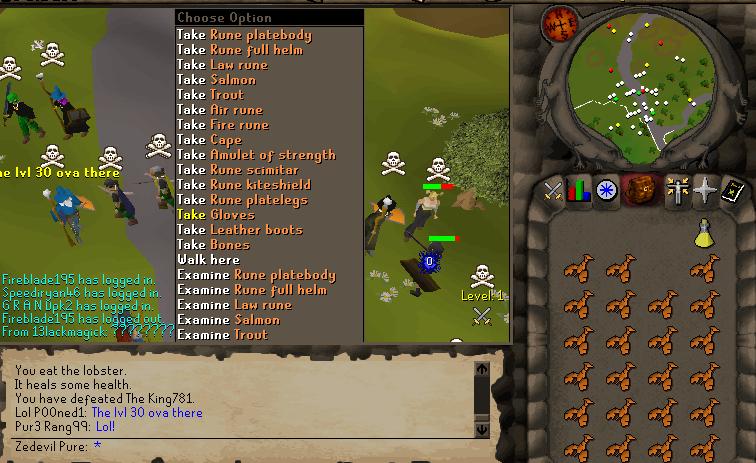 Choose Option
Take Rune platebody
Take Rune full helm
Take Law rune
Take Salmon
Take Trout
Take Air rune
Take Fire rune
Take Cape
Take Amulet of strength
Take Rune scimitar
Take Rune kiteshield
Take Rune platelegs
Take Gloves
Take Leather boots
Take Bones
Walk here
Examine Rune platebody
Examine Rune full helm
Examine Law rune
Examine Salmon
Examine Trout
he lvl 30 ova there
0
Level: 1
Fireblade195 has logged in.
Speediryan46 has logged in.
G R A N Dpk2 has logged in.
Fireblade195 has logged out.
From 13lackmagick: ????????
You eat the lobster.
It heals some health.
You have defeated The King781.
Lol P00ned1: The lvl 30 ova there
Pur3 Rang99: Lol!
Zedevil Pure: *